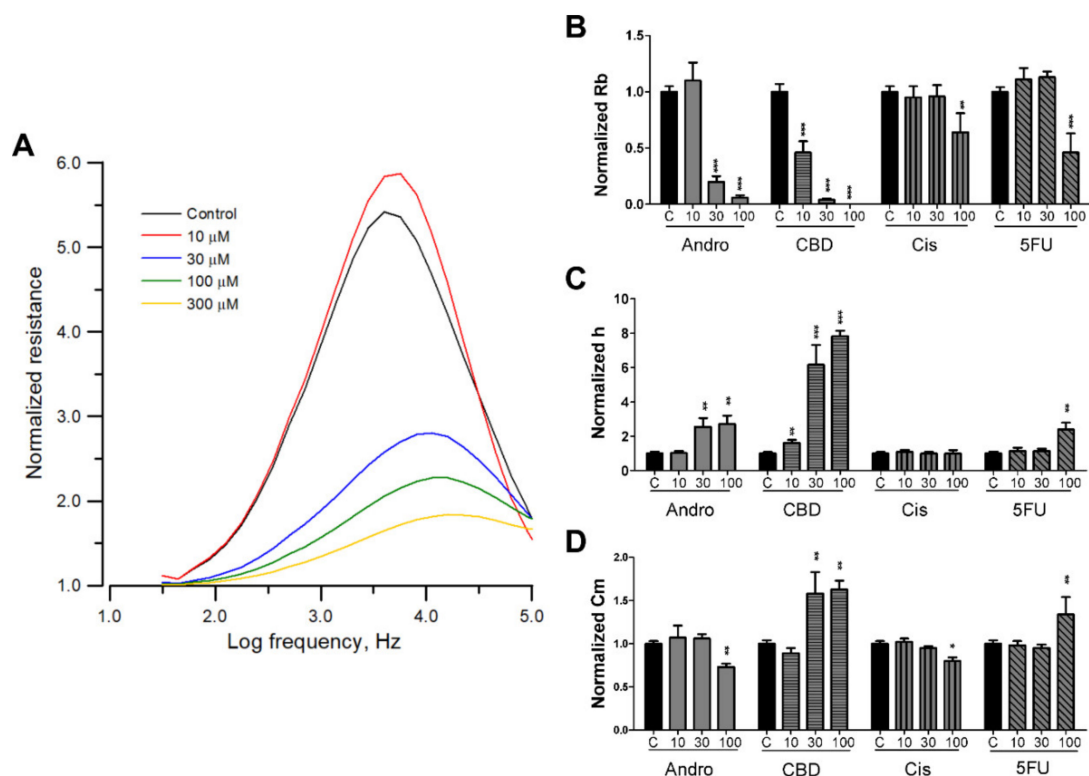 A
Normalized resistance
6.0
5.0
4.0
3.0
2.0
1.0
Control
10 μM
30 μM
100 μM
300 μM
1.0 2.0 3.0 4.0 5.0
Log frequency, Hz
B
Normalized Rb
1.5
1.0
0.5
0.0
*** *** *** *** *** ** ***
C 10 30 100 C 10 30 100 C 10 30 100 C 10 30 100
Andro CBD Cis 5FU
C
Normalized h
10
8
6
4
2
0
** ** ** *** *** **
C 10 30 100 C 10 30 100 C 10 30 100 C 10 30 100
Andro CBD Cis 5FU
D
Normalized Cm
2.0
1.5
1.0
0.5
0.0
** ** ** * **
C 10 30 100 C 10 30 100 C 10 30 100 C 10 30 100
Andro CBD Cis 5FU